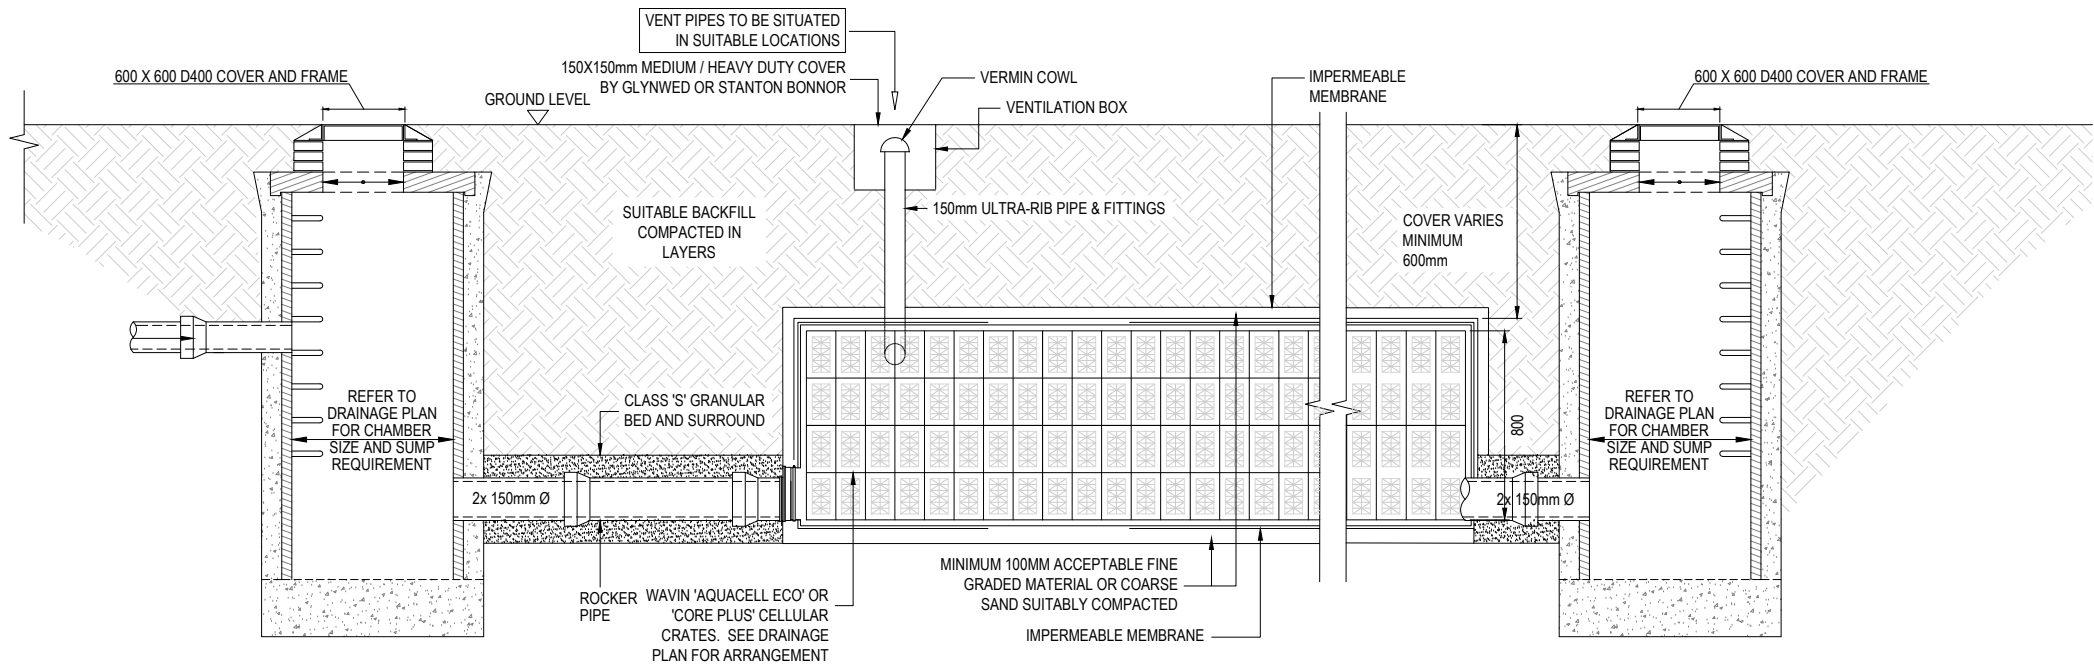 VENT PIPES TO BE SITUATED
IN SUITABLE LOCATIONS
150X150mm MEDIUM / HEAVY DUTY COVER
BY GLYNWED OR STANTON BONNOR
600 X 600 D400 COVER AND FRAME
GROUND LEVEL
VERMIN COWL
VENTILATION BOX
IMPERMEABLE
MEMBRANE
600 X 600 D400 COVER AND FRAME
SUITABLE BACKFILL
COMPACTED IN
LAYERS
150mm ULTRA-RIB PIPE & FITTINGS
COVER VARIES
MINIMUM
600mm
REFER TO
DRAINAGE PLAN
FOR CHAMBER
SIZE AND SUMP
REQUIREMENT
CLASS 'S' GRANULAR
BED AND SURROUND
800
REFER TO
DRAINAGE PLAN
FOR CHAMBER
SIZE AND SUMP
REQUIREMENT
2x 150mm Ø
2x 150mm Ø
ROCKER
PIPE
WAVIN 'AQUACELL ECO' OR
'CORE PLUS' CELLULAR
CRATES. SEE DRAINAGE
PLAN FOR ARRANGEMENT
MINIMUM 100MM ACCEPTABLE FINE
GRADED MATERIAL OR COARSE
SAND SUITABLY COMPACTED
IMPERMEABLE MEMBRANE